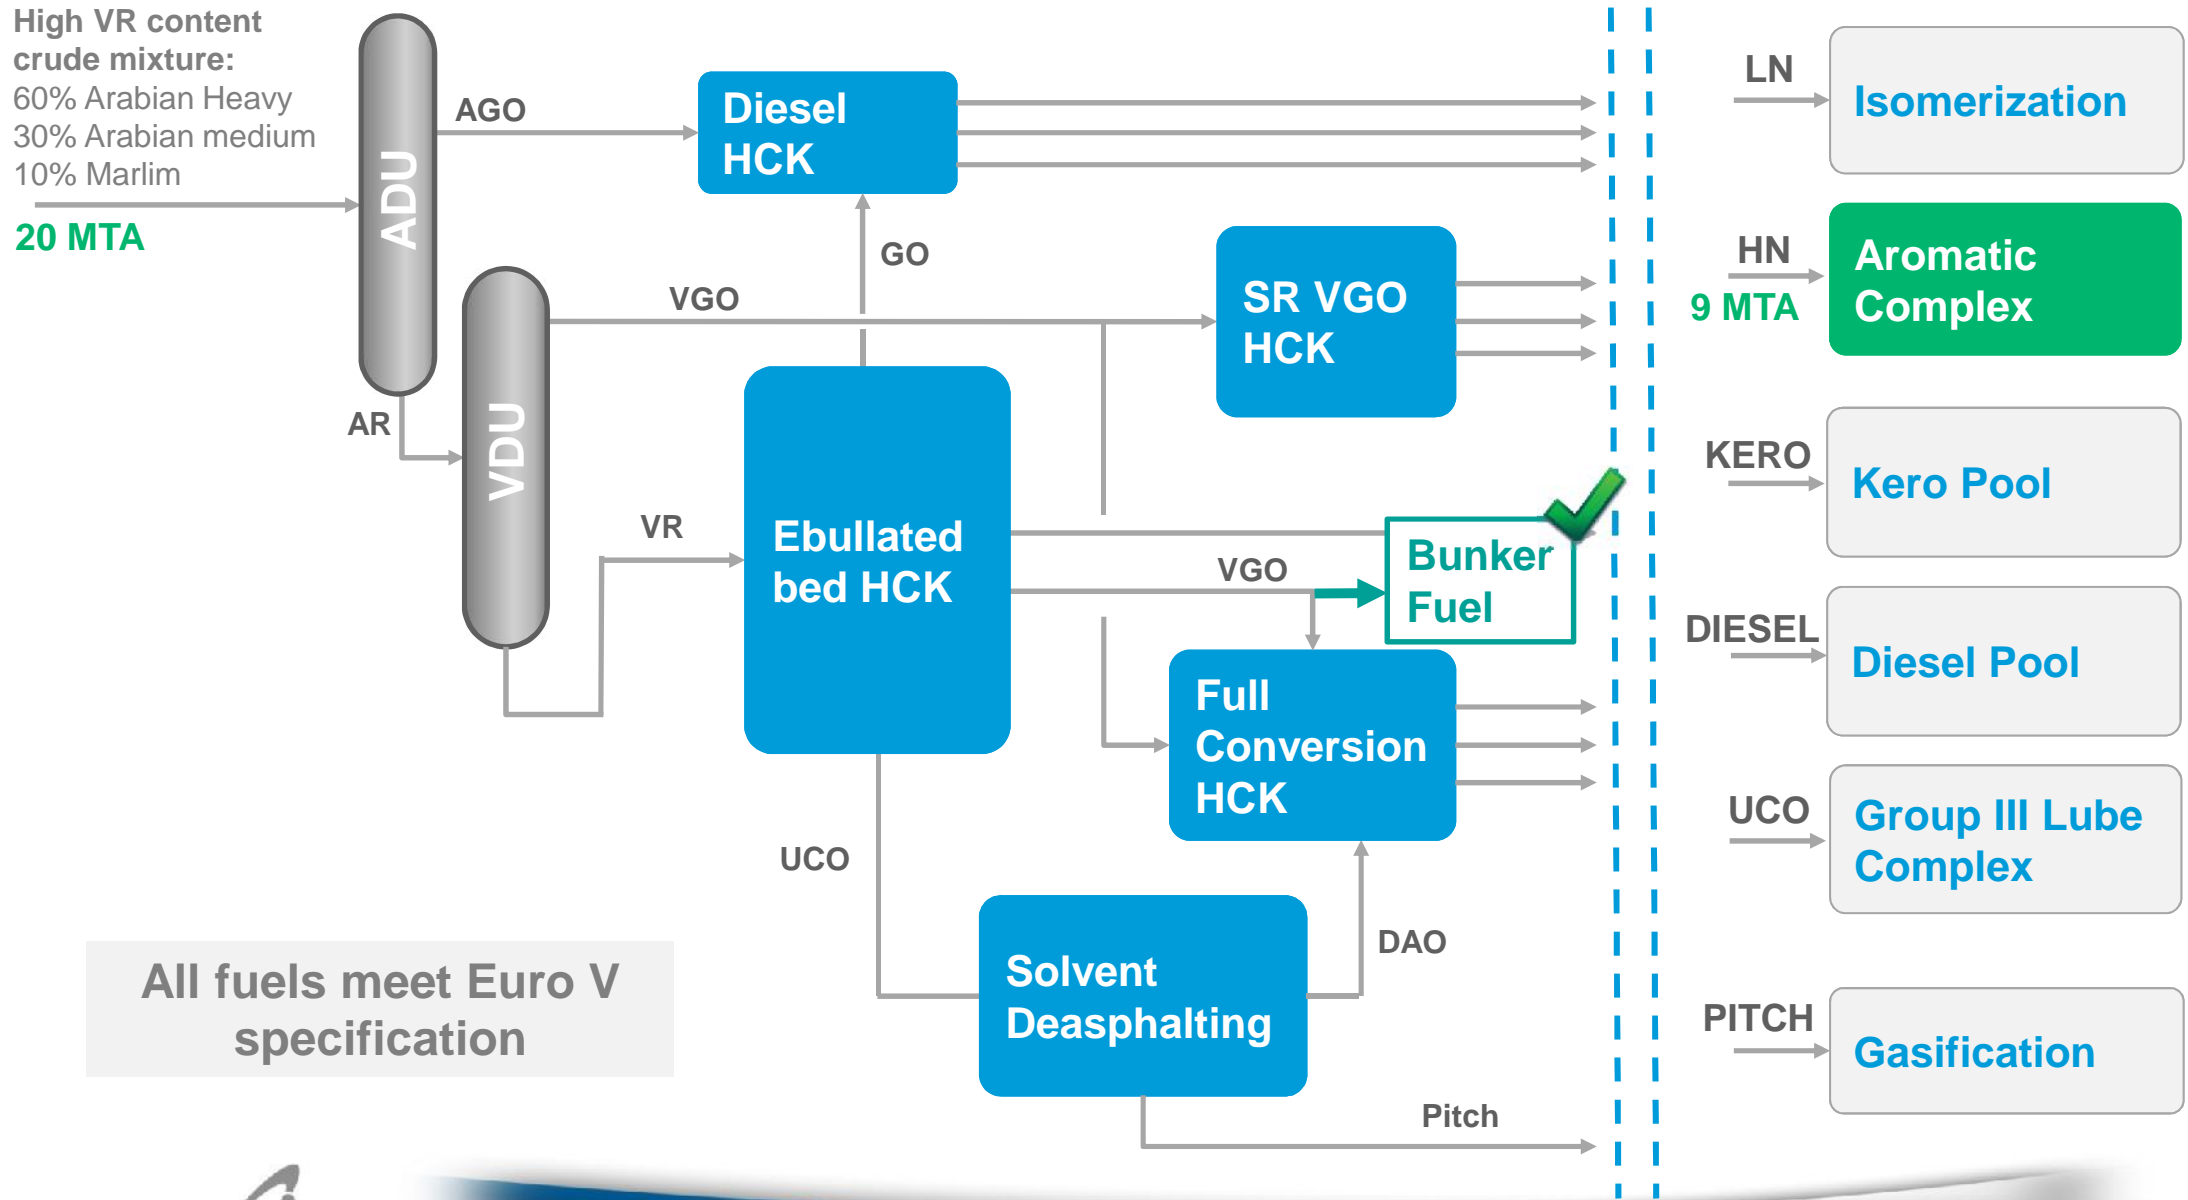 High VR content
crude mixture:
60% Arabian Heavy
30% Arabian medium
10% Marlim
20 MTA
ADU
AGO
AR
VDU
Diesel
HCK
GO
VGO
SR VGO
HCK
VR
Ebullated
bed HCK
VGO
Bunker
Fuel
Full
Conversion
HCK
UCO
Solvent
Deasphalting
DAO
Pitch
All fuels meet Euro V
specification
LN
Isomerization
HN
9 MTA
Aromatic
Complex
KERO
Kero Pool
DIESEL
Diesel Pool
UCO
Group III Lube
Complex
PITCH
Gasification